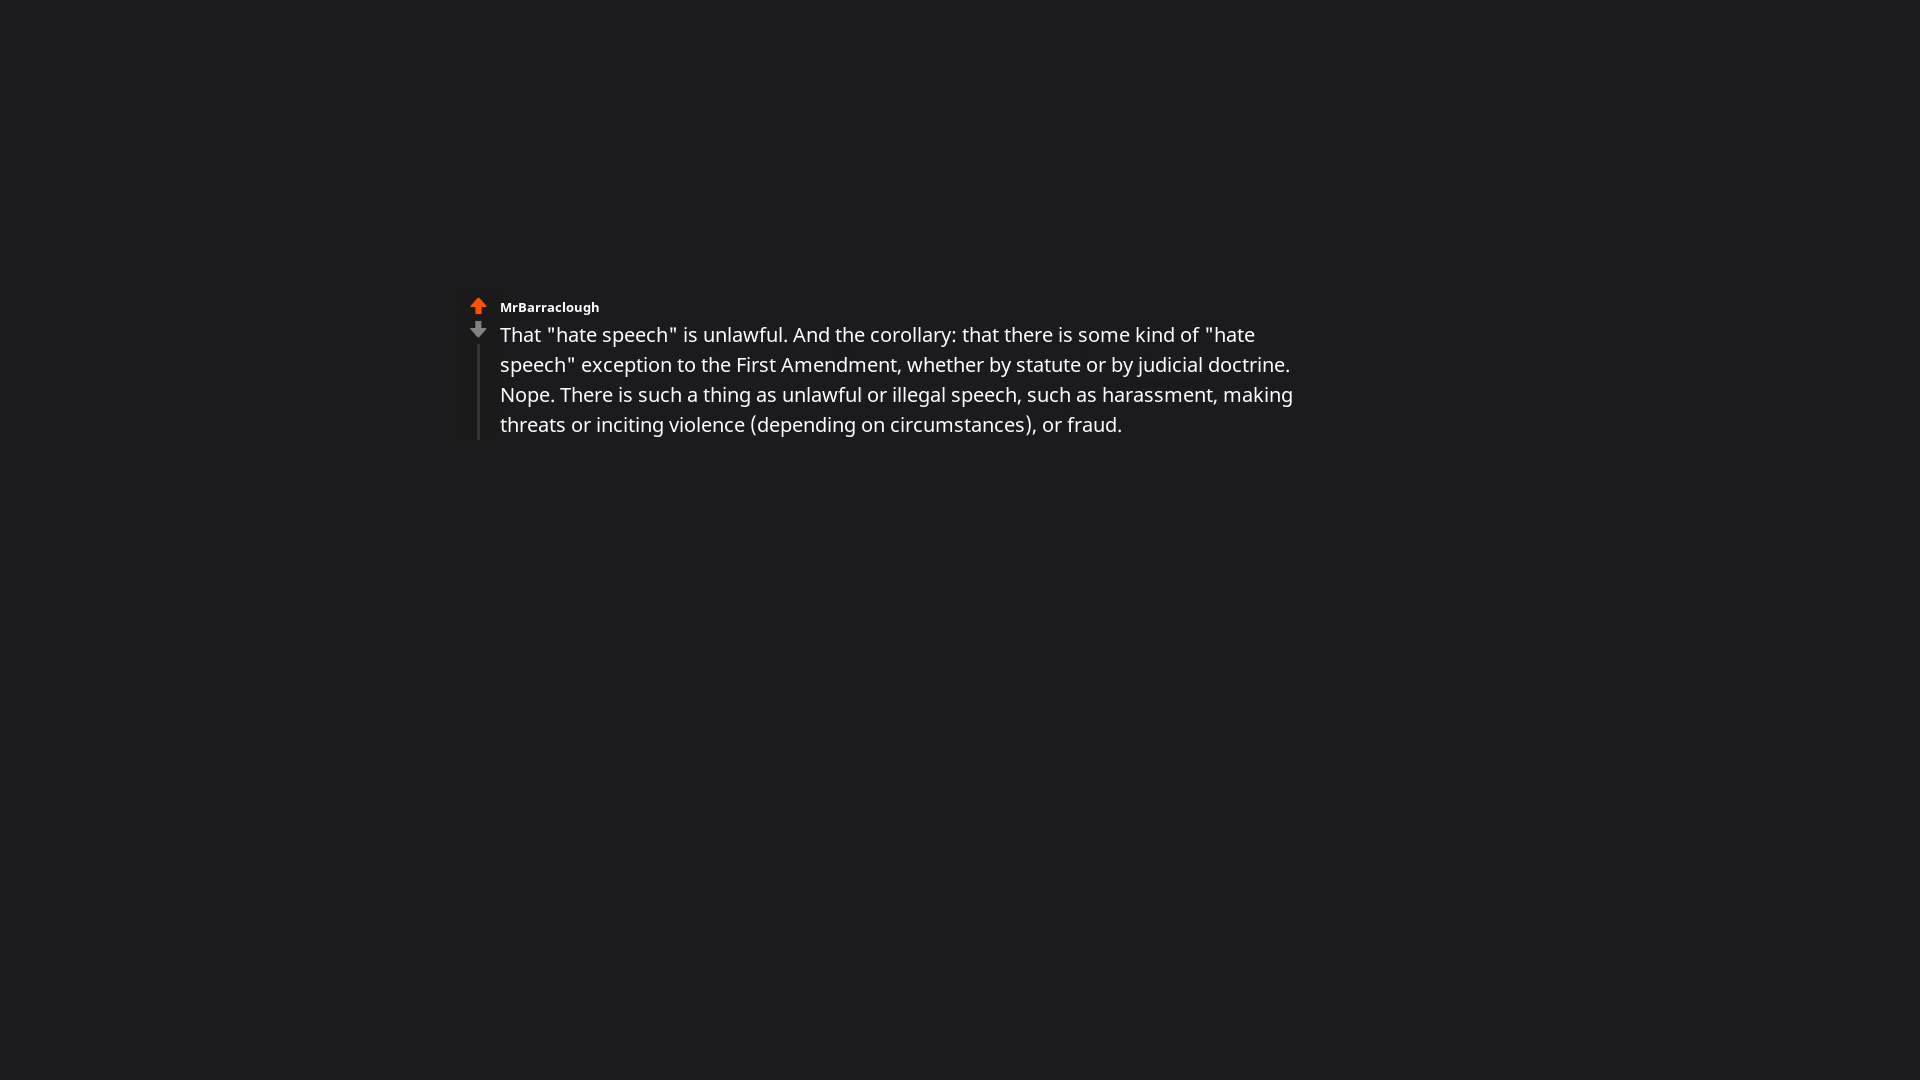 MrBarraclough
That "hate speech" is unlawful. And the corollary: that there is some kind of "hate
speech" exception to the First Amendment, whether by statute or by judicial doctrine.
Nope. There is such a thing as unlawful or illegal speech, such as harassment, making
threats or inciting violence (depending on circumstances), or fraud.